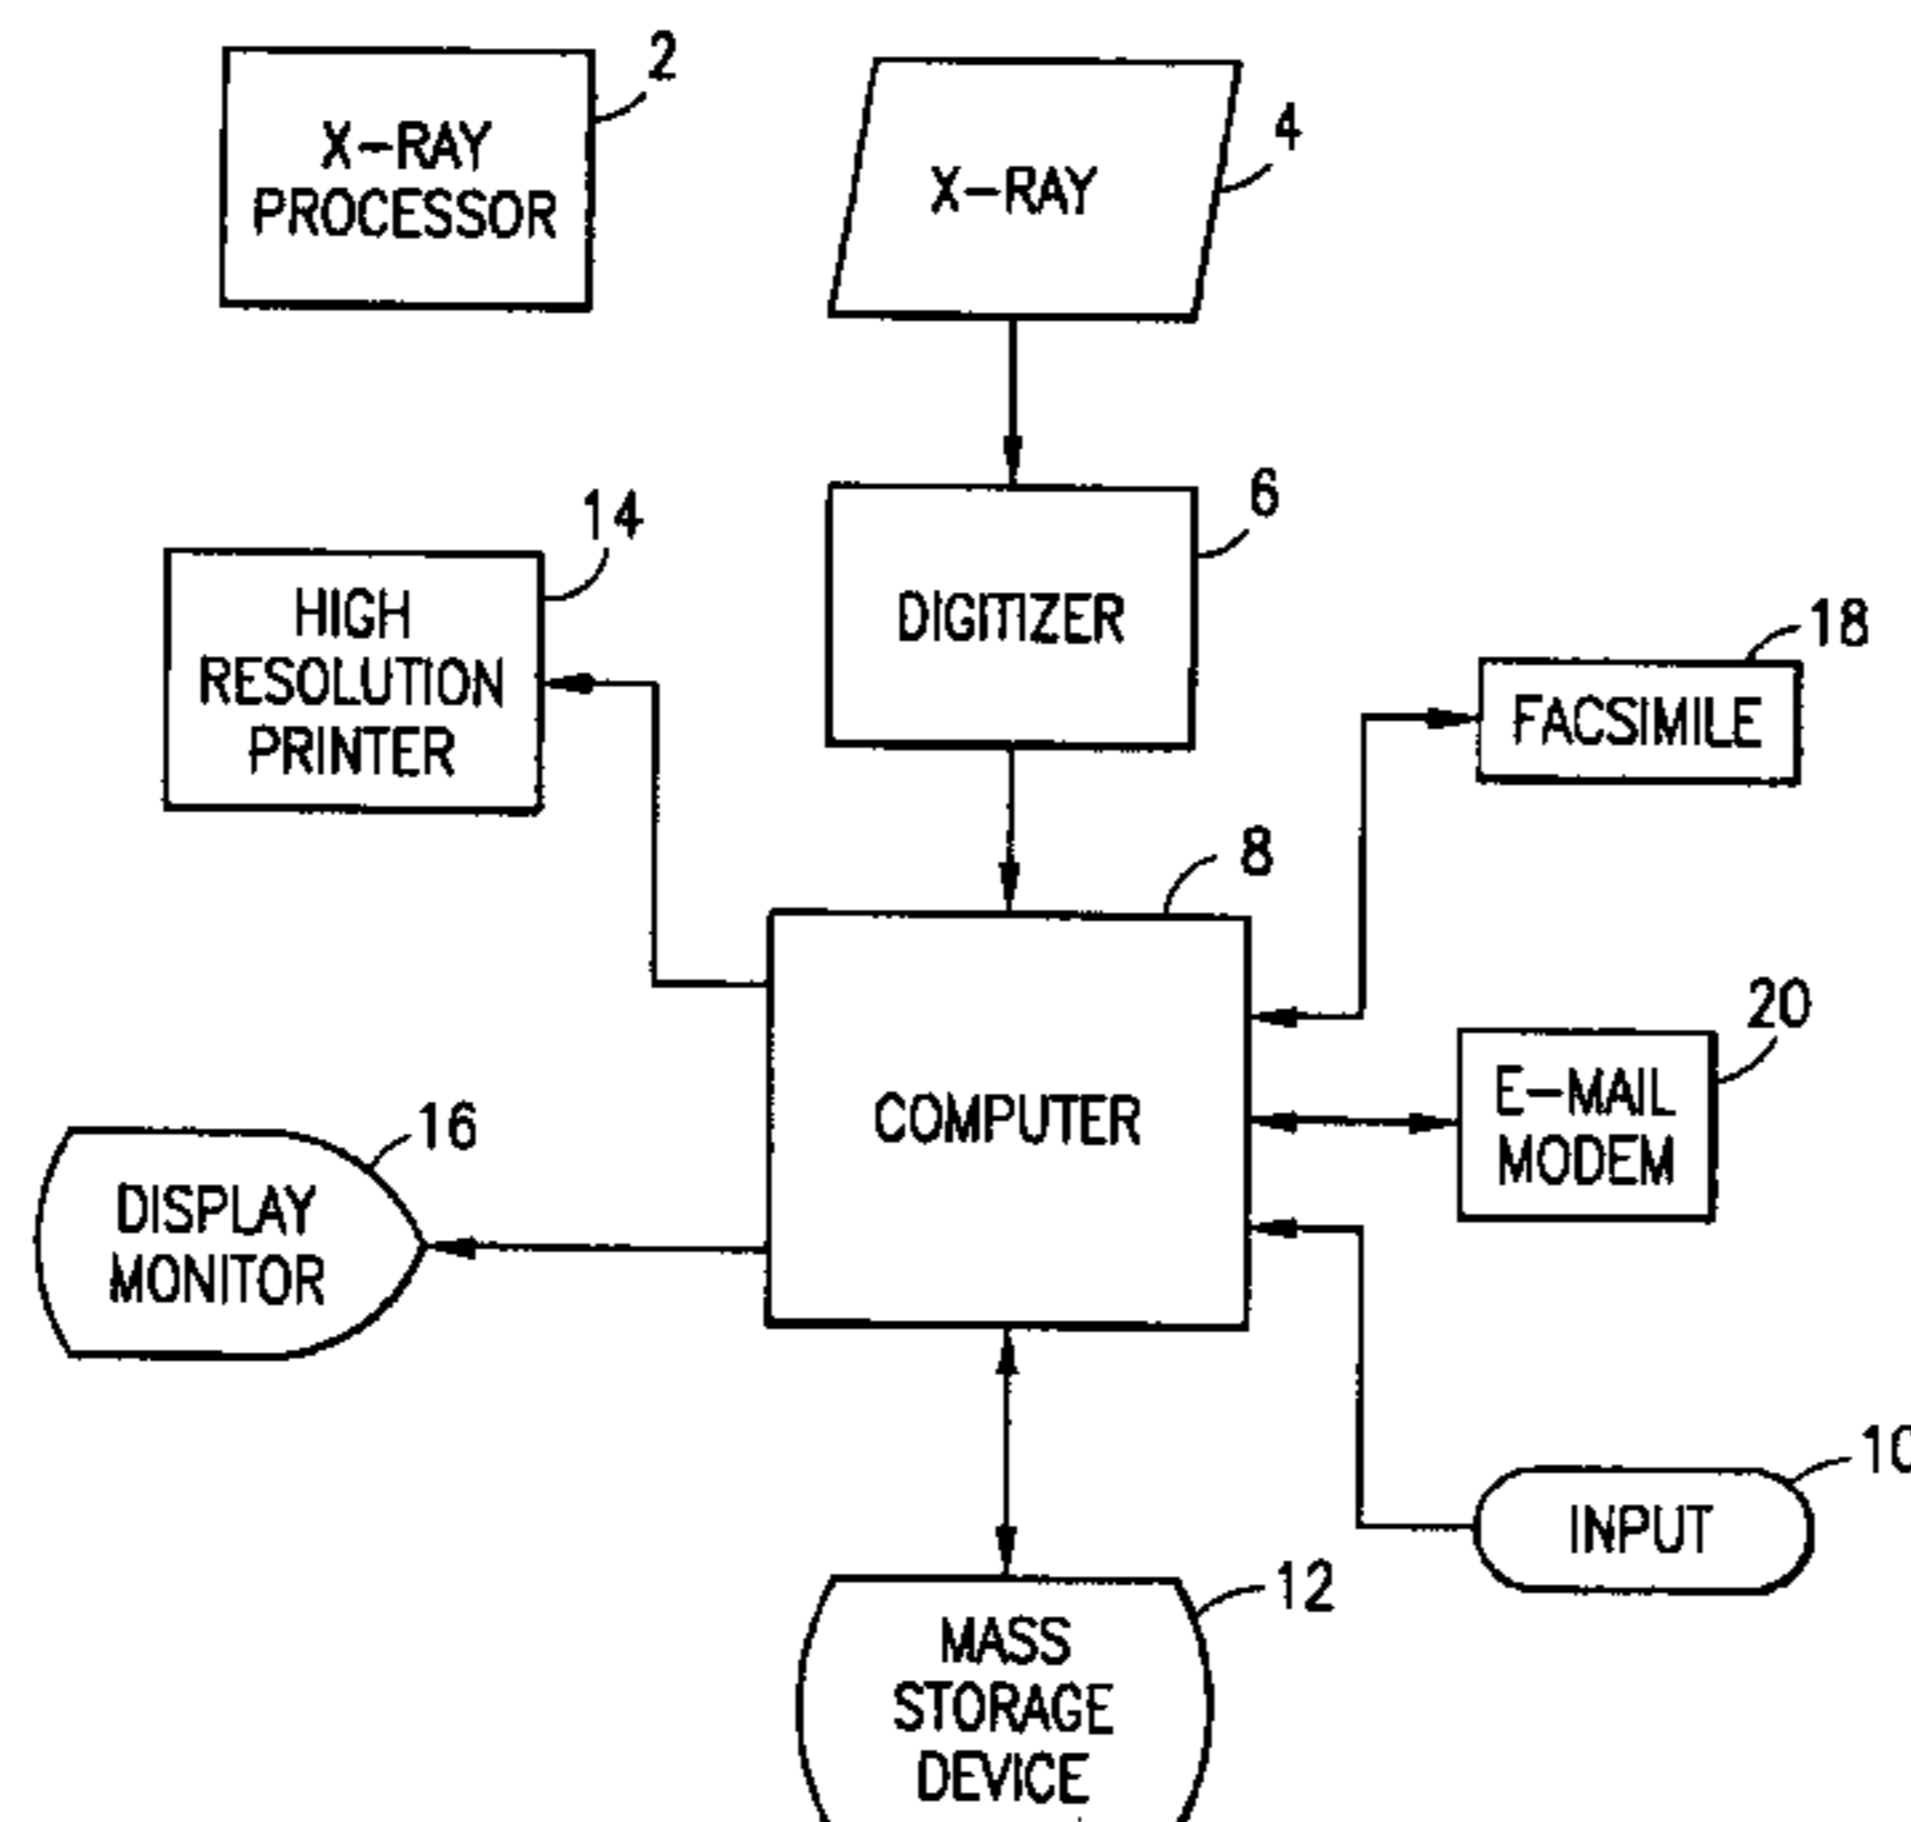 2
X-RAY
PROCESSOR
4
X-RAY
6
DIGITIZER
14
HIGH
RESOLUTION
PRINTER
18
FACSIMILE
8
COMPUTER
20
E-MAIL
MODEM
16
DISPLAY
MONITOR
10
INPUT
12
MASS
STORAGE
DEVICE